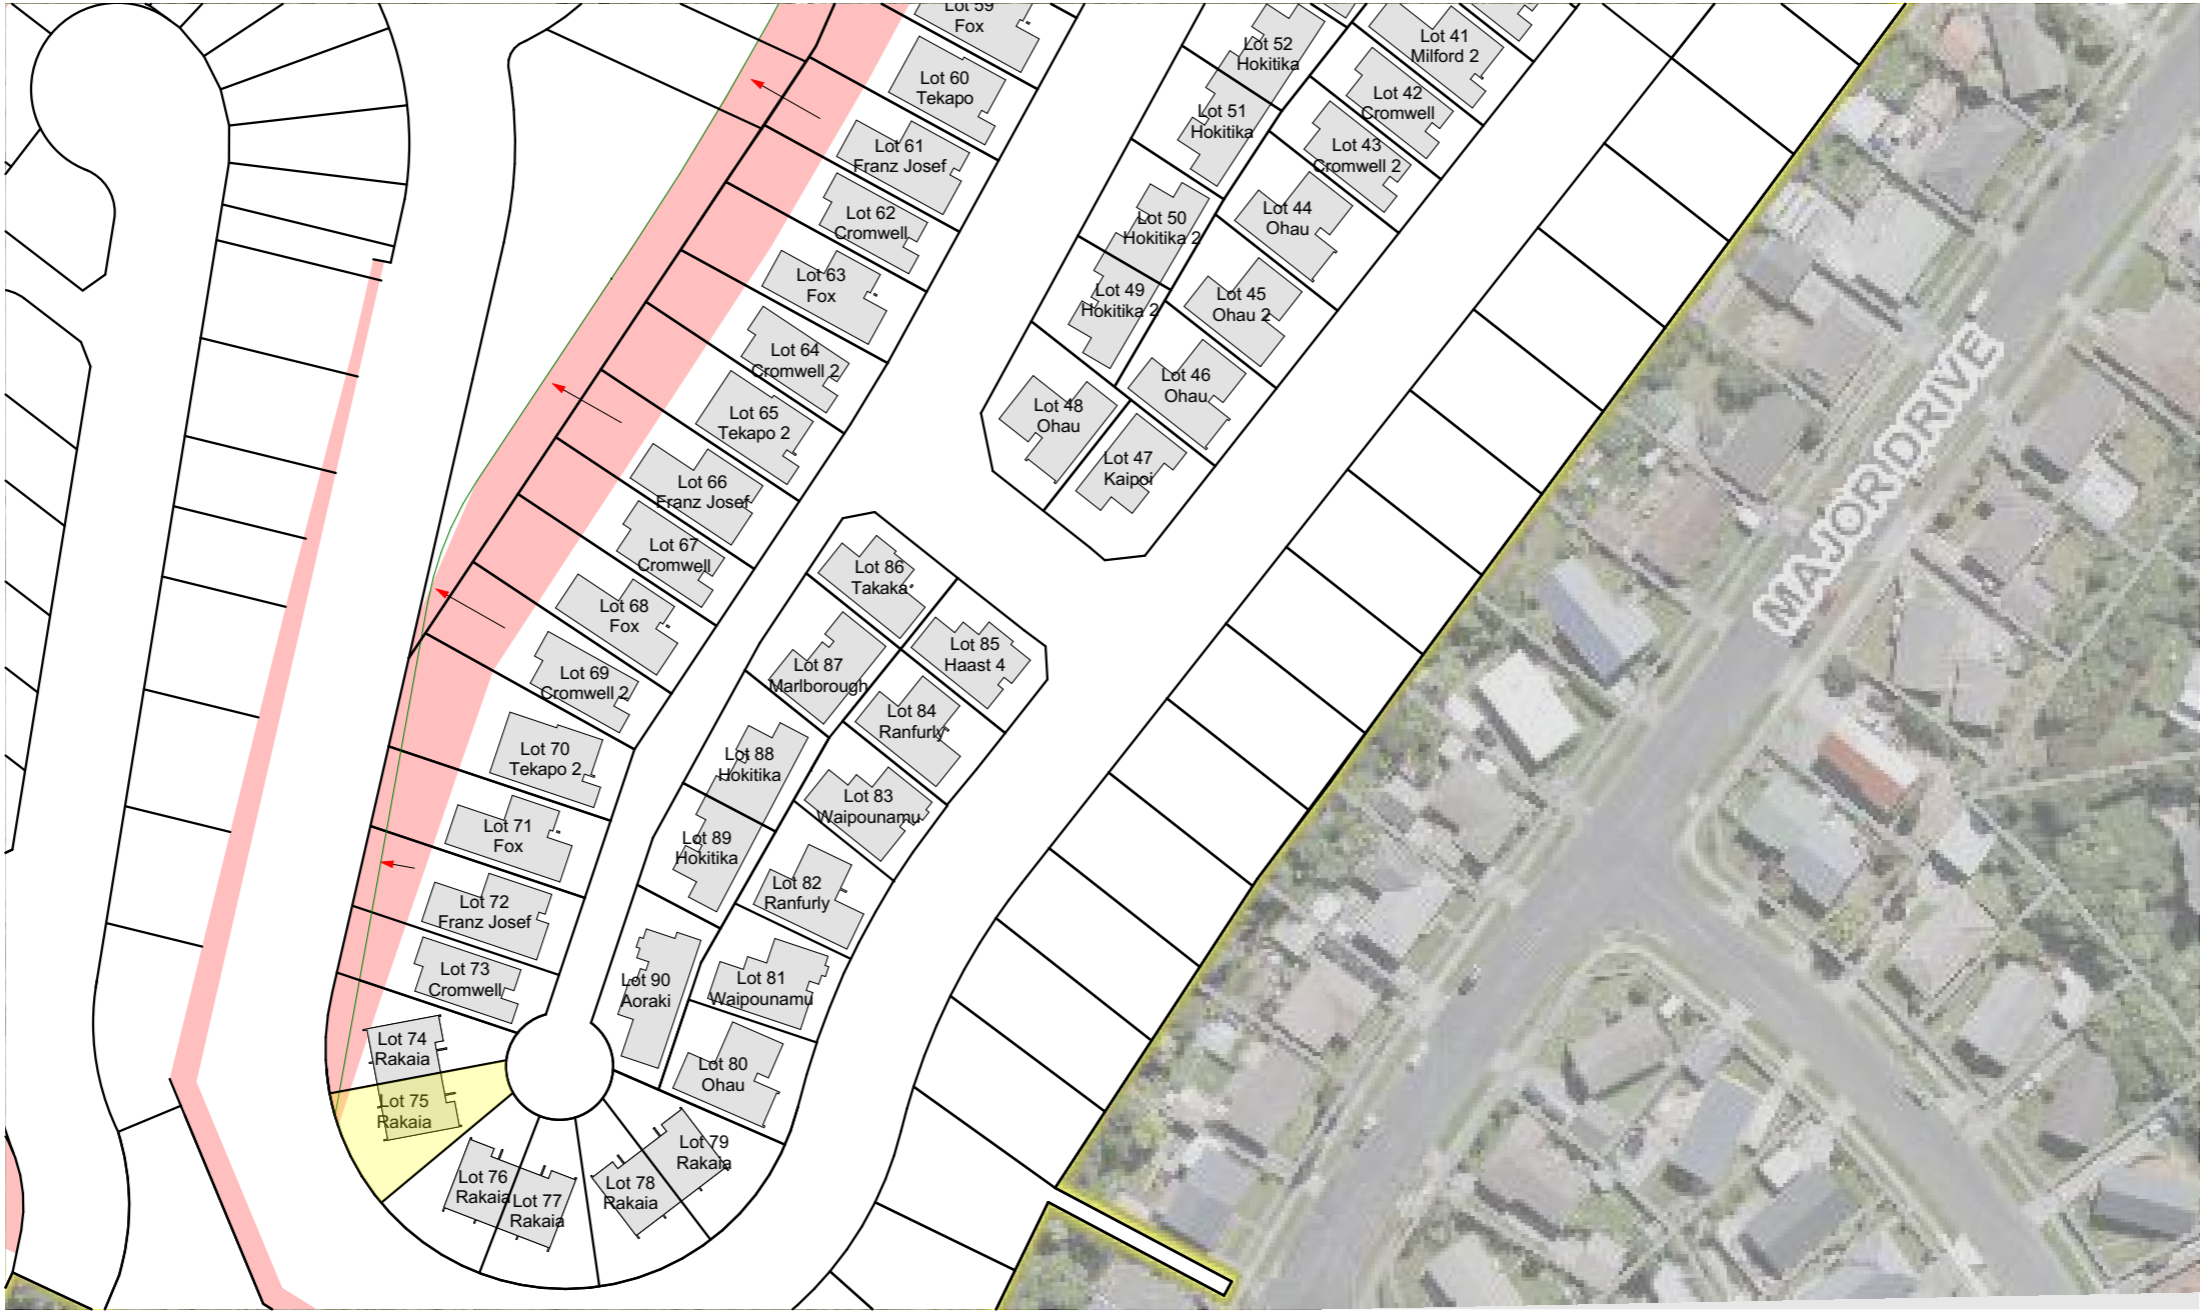 Lot 59
Fox
Lot 60
Tekapo
Lot 61
Franz Josef
Lot 62
Cromwell
Lot 63
Fox
Lot 64
Cromwell 2
Lot 65
Tekapo 2
Lot 66
Franz Josef
Lot 67
Cromwell
Lot 68
Fox
Lot 69
Cromwell 2
Lot 70
Tekapo 2
Lot 71
Fox
Lot 72
Franz Josef
Lot 73
Cromwell
Lot 74
Rakaia
Lot 75
Rakaia
Lot 76
Rakaia
Lot 77
Rakaia
Lot 78
Rakaia
Lot 79
Rakaia
Lot 80
Ohau
Lot 81
Waipounamu
Lot 82
Ranfurly
Lot 83
Waipounamu
Lot 84
Ranfurly
Lot 85
Haast 4
Lot 86
Takaka
Lot 87
Marlborough
Lot 88
Hokitika
Lot 89
Hokitika
Lot 90
Aoraki
Lot 52
Hokitika
Lot 51
Hokitika
Lot 50
Hokitika 2
Lot 49
Hokitika 2
Lot 48
Ohau
Lot 47
Kaipoi
Lot 46
Ohau
Lot 45
Ohau 2
Lot 44
Ohau
Lot 43
Cromwell 2
Lot 42
Cromwell
Lot 41
Milford 2
MAJOR DRIVE